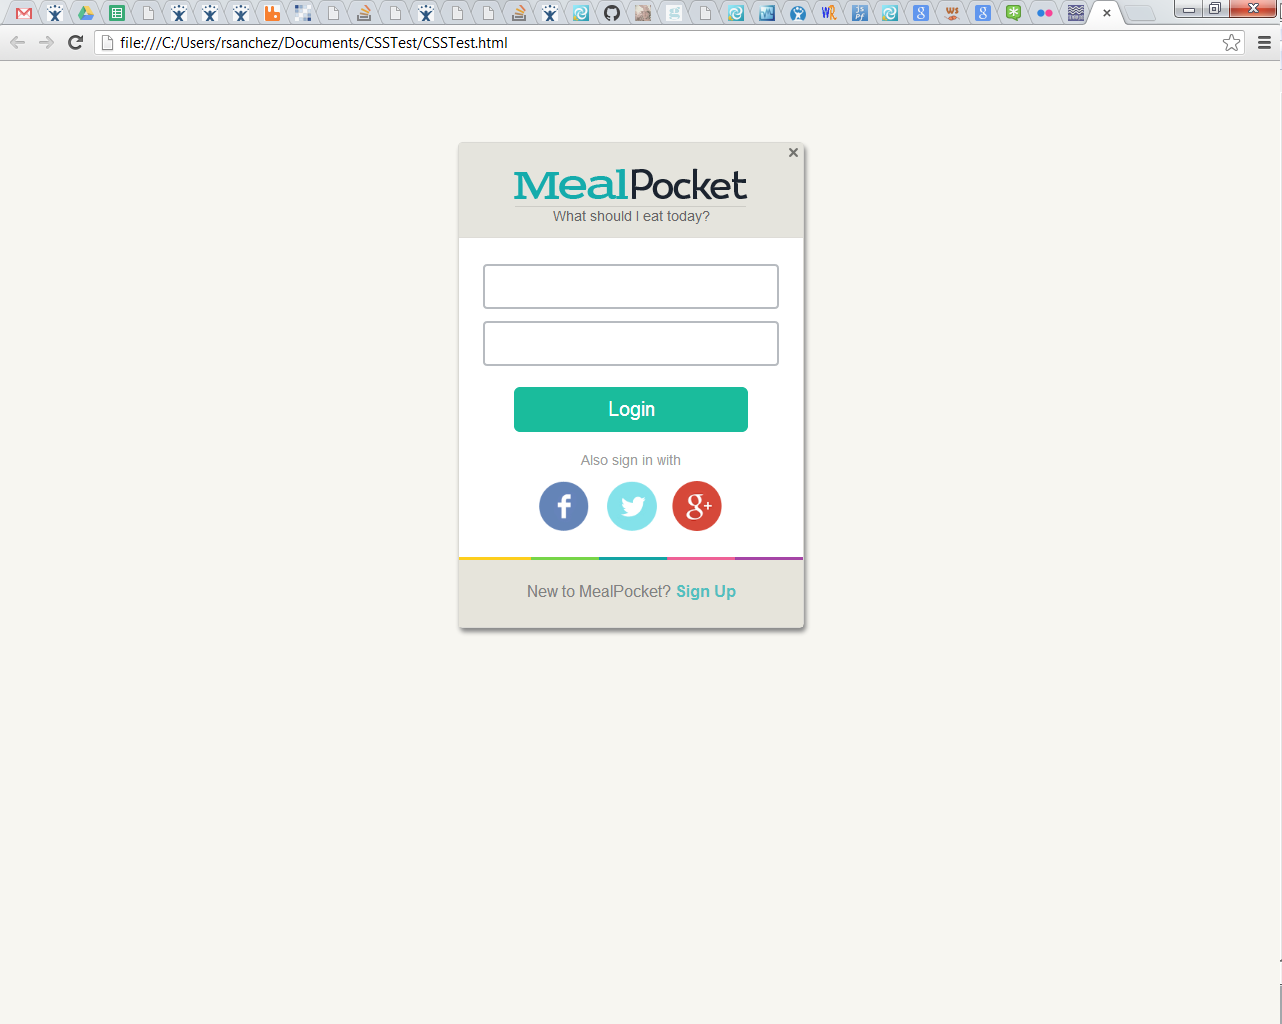 file:///C:/Users/rsanchez/Documents/CSSTest/CSSTest.html
MealPocket
What should I eat today?
Login
Also sign in with
New to MealPocket? Sign Up